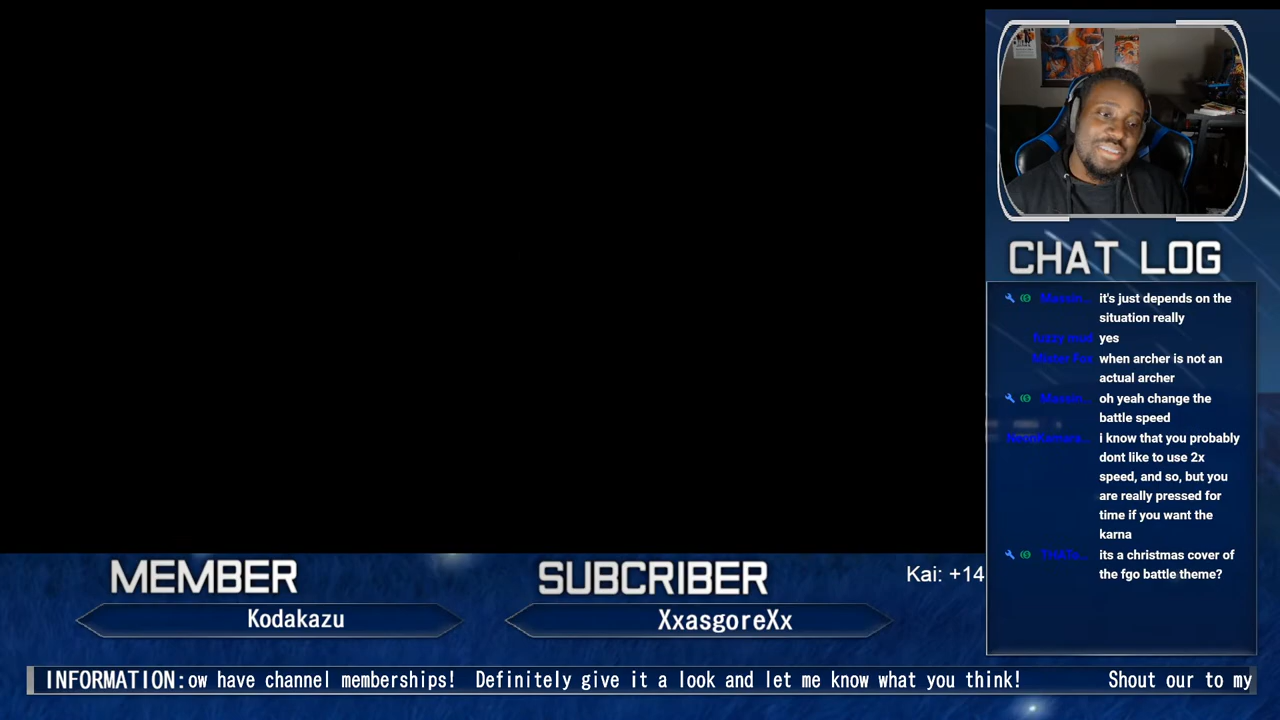 CHAT LOG
it's just depends on the
situation really
fuzzy mad yes
Mister Fox when archer is not an
actual archer
oh yeah change the
battle speed
i know that you probably
dont like to use 2x
speed, and so, but you
are really pressed for
time if you want the
karna
its a christmas cover of
the fgo battle theme?
MEMBER
Kodakazu
SUBCRIBER
XxasgoreXx
Kai: +14
INFORMATION:ow have channel memberships! Definitely give it a look and let me know what you think! Shout our to my